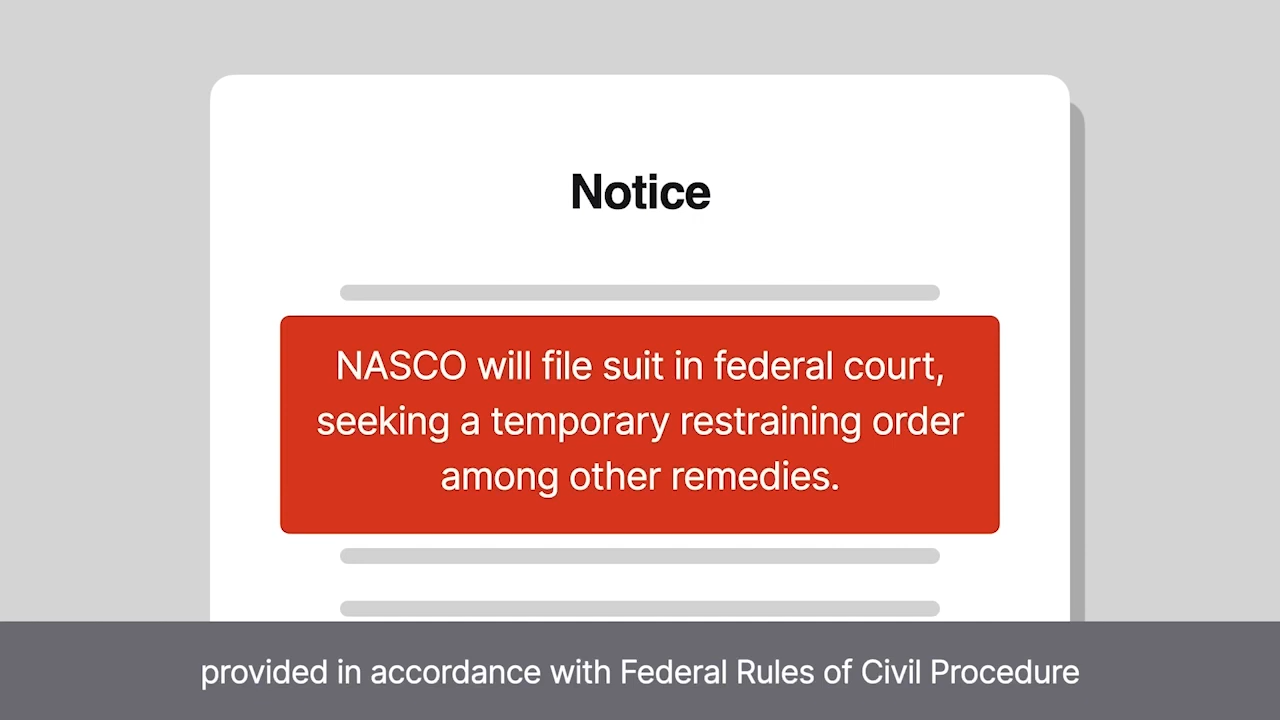 Notice
NASCO will file suit in federal court,
seeking a temporary restraining order
among other remedies.
provided in accordance with Federal Rules of Civil Procedure